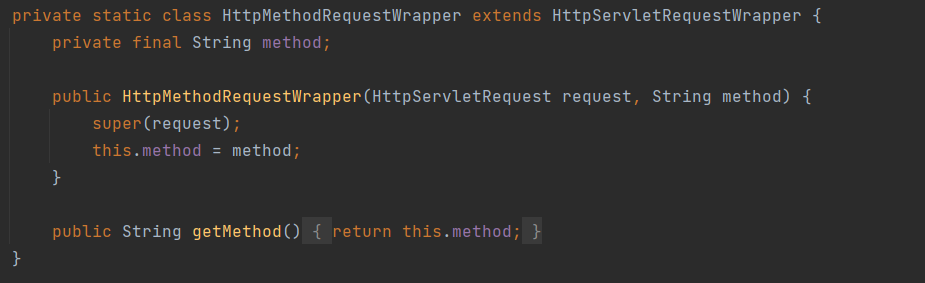 private static class HttpMethodRequestWrapper extends HttpServletRequestWrapper {
private final String method;
public HttpMethodRequestWrapper(HttpServletRequest request, String method) {
super(request);
this.method = method;
}
public String getMethod() { return this.method; }
}